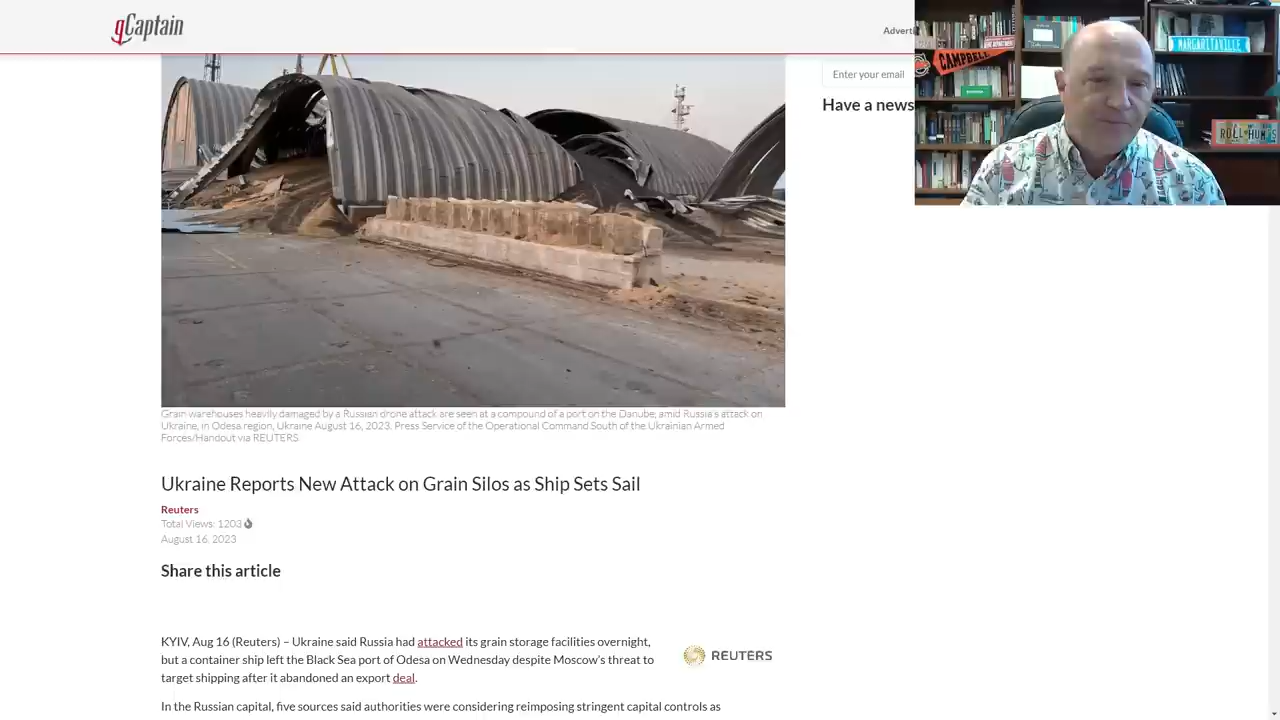 gCaptain
Adverti
Enter your email
Have a news
CAMPBELL
MARGARITAVILLE
ROLL HUMPS
Grain warehouses heavily damaged by a Russian drone attack are seen at a compound of a port on the Danube, amid Russia's attack on
Ukraine, in Odesa region, Ukraine August 16, 2023. Press Service of the Operational Command South of the Ukrainian Armed
Forces/Handout via REUTERS
Ukraine Reports New Attack on Grain Silos as Ship Sets Sail
Reuters
Total Views: 1203
August 16, 2023
Share this article
KYIV, Aug 16 (Reuters) – Ukraine said Russia had attacked its grain storage facilities overnight,
but a container ship left the Black Sea port of Odesa on Wednesday despite Moscow's threat to
target shipping after it abandoned an export deal.
REUTERS
In the Russian capital, five sources said authorities were considering reimposing stringent capital controls as